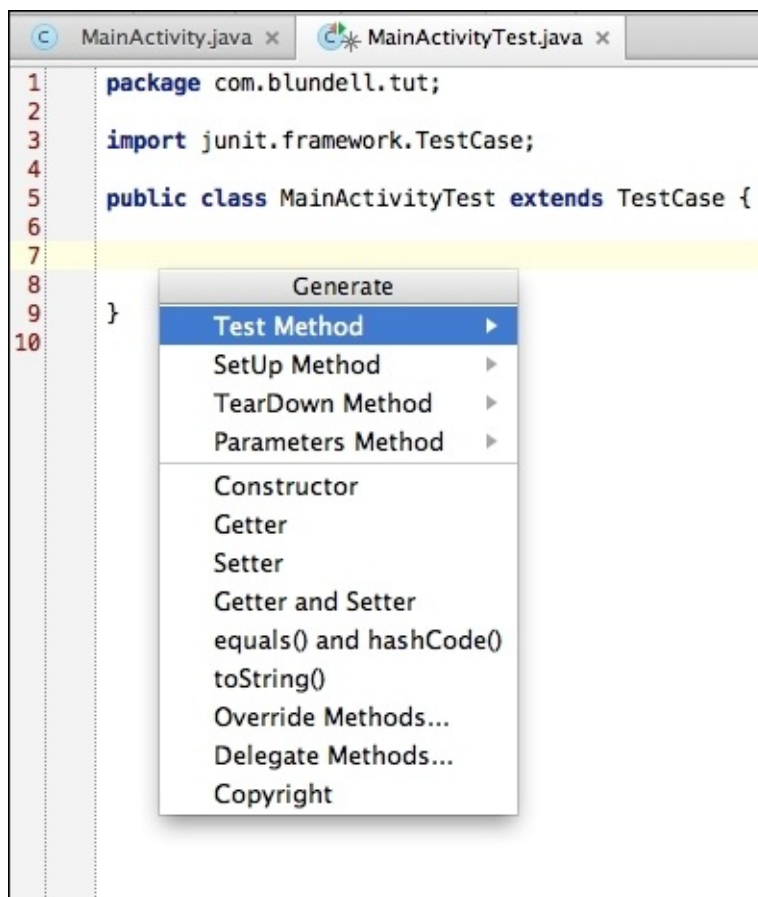 MainActivity.java × MainActivityTest.java ×
1 package com.blundell.tut;
2
3 import junit.framework.TestCase;
4
5 public class MainActivityTest extends TestCase {
6
7
8
9 }
10
Generate
Test Method
SetUp Method
TearDown Method
Parameters Method
Constructor
Getter
Setter
Getter and Setter
equals() and hashCode()
toString()
Override Methods...
Delegate Methods...
Copyright